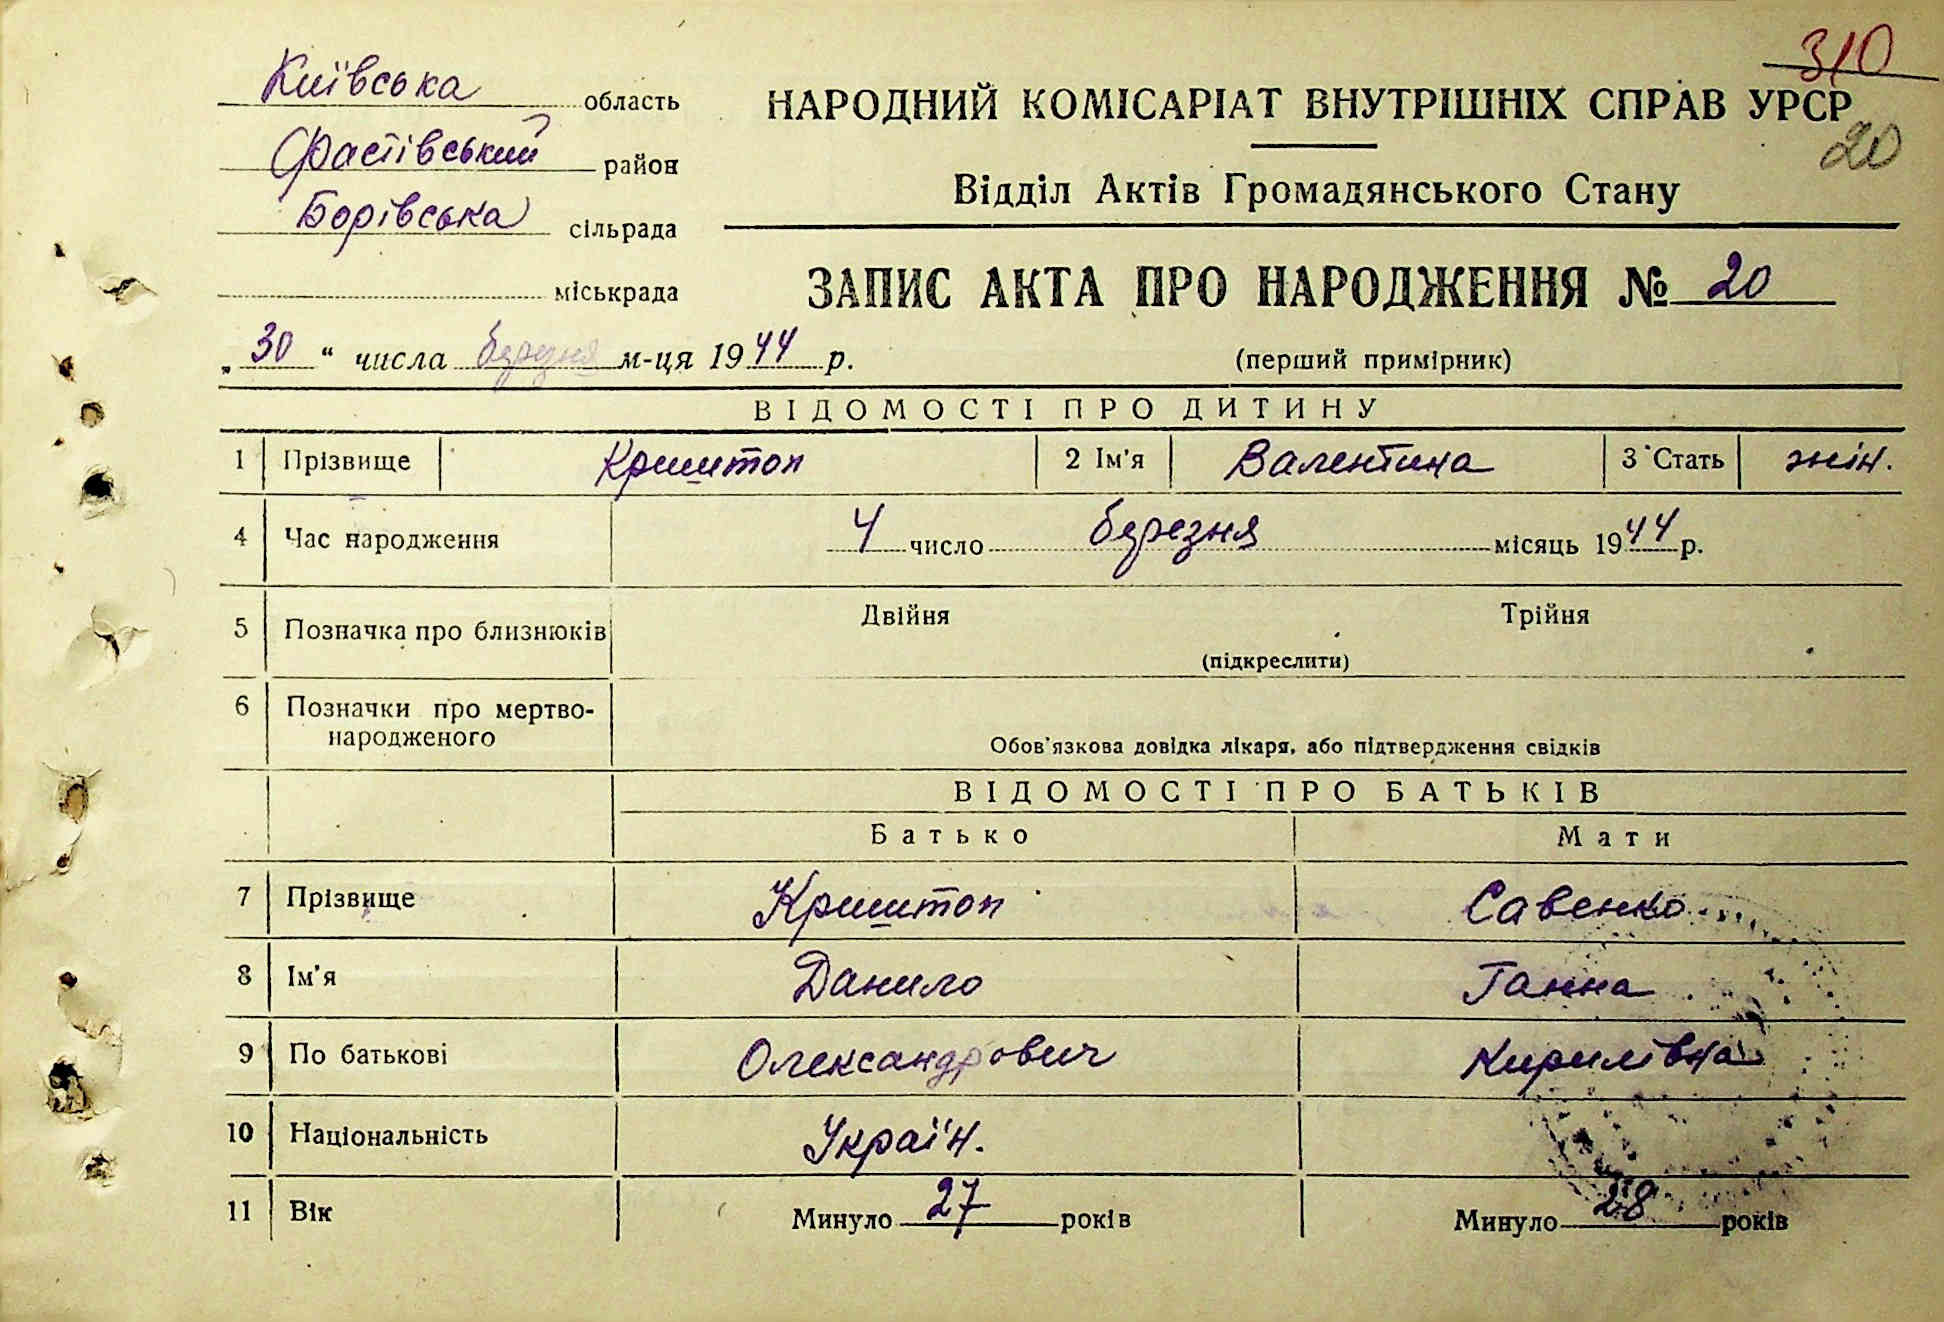 310
Київська область
НАРОДНИЙ КОМІСАРІАТ ВНУТРІШНІХ СПРАВ УРСР
20
Фастівський район
Відділ Актів Громадянського Стану
Борівська сільрада
міськрада
ЗАПИС АКТА ПРО НАРОДЖЕННЯ № 20
„30“ числа березня м-ця 1944 р.
(перший примірник)
ВІДОМОСТІ ПРО ДИТИНУ
1 Прізвище Криштоп 2 Ім'я Валентина 3 Стать жін.
4 Час народження 4 число березня місяць 1944 р.
5 Позначка про близнюків Двійня Трійня
(підкреслити)
6 Позначки про мертво-
народженого
Обов'язкова довідка лікаря, або підтвердження свідків
ВІДОМОСТІ ПРО БАТЬКІВ
Батько Мати
7 Прізвище Криштоп Савенко
8 Ім'я Данило Ганна
9 По батькові Олександрович Кирилівна
10 Національність Україн.
11 Вік Минуло 27 років Минуло 28 років